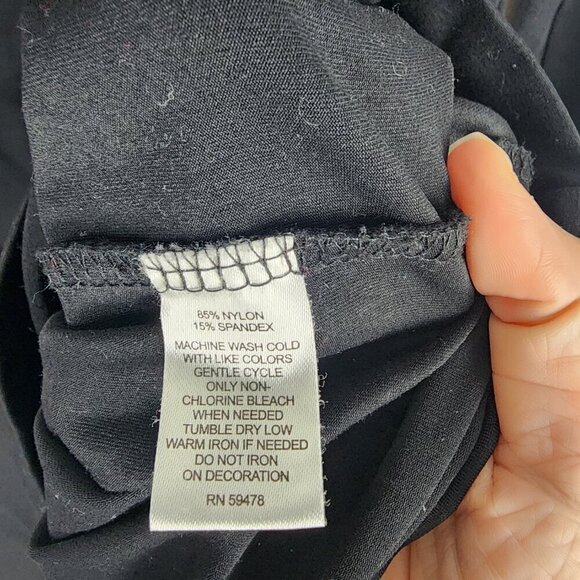 85% NYLON
15% SPANDEX
MACHINE WASH COLD
WITH LIKE COLORS
GENTLE CYCLE
ONLY NON-
CHLORINE BLEACH
WHEN NEEDED
TUMBLE DRY LOW
WARM IRON IF NEEDED
DO NOT IRON
ON DECORATION
RN 59478